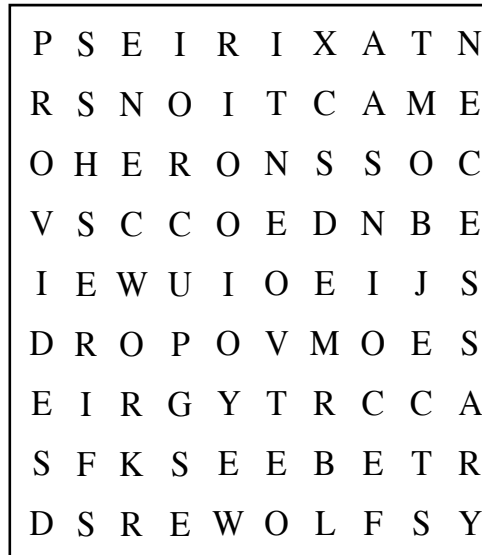 P S E I R I X A T N
R S N O I T C A M E
O H E R O N S S O C
V S C C O E D N B E
I E W U I O E I J S
D R O P O V M O E S
E I R G Y T R C C A
S F K S E E B E T R
D S R E W O L F S Y